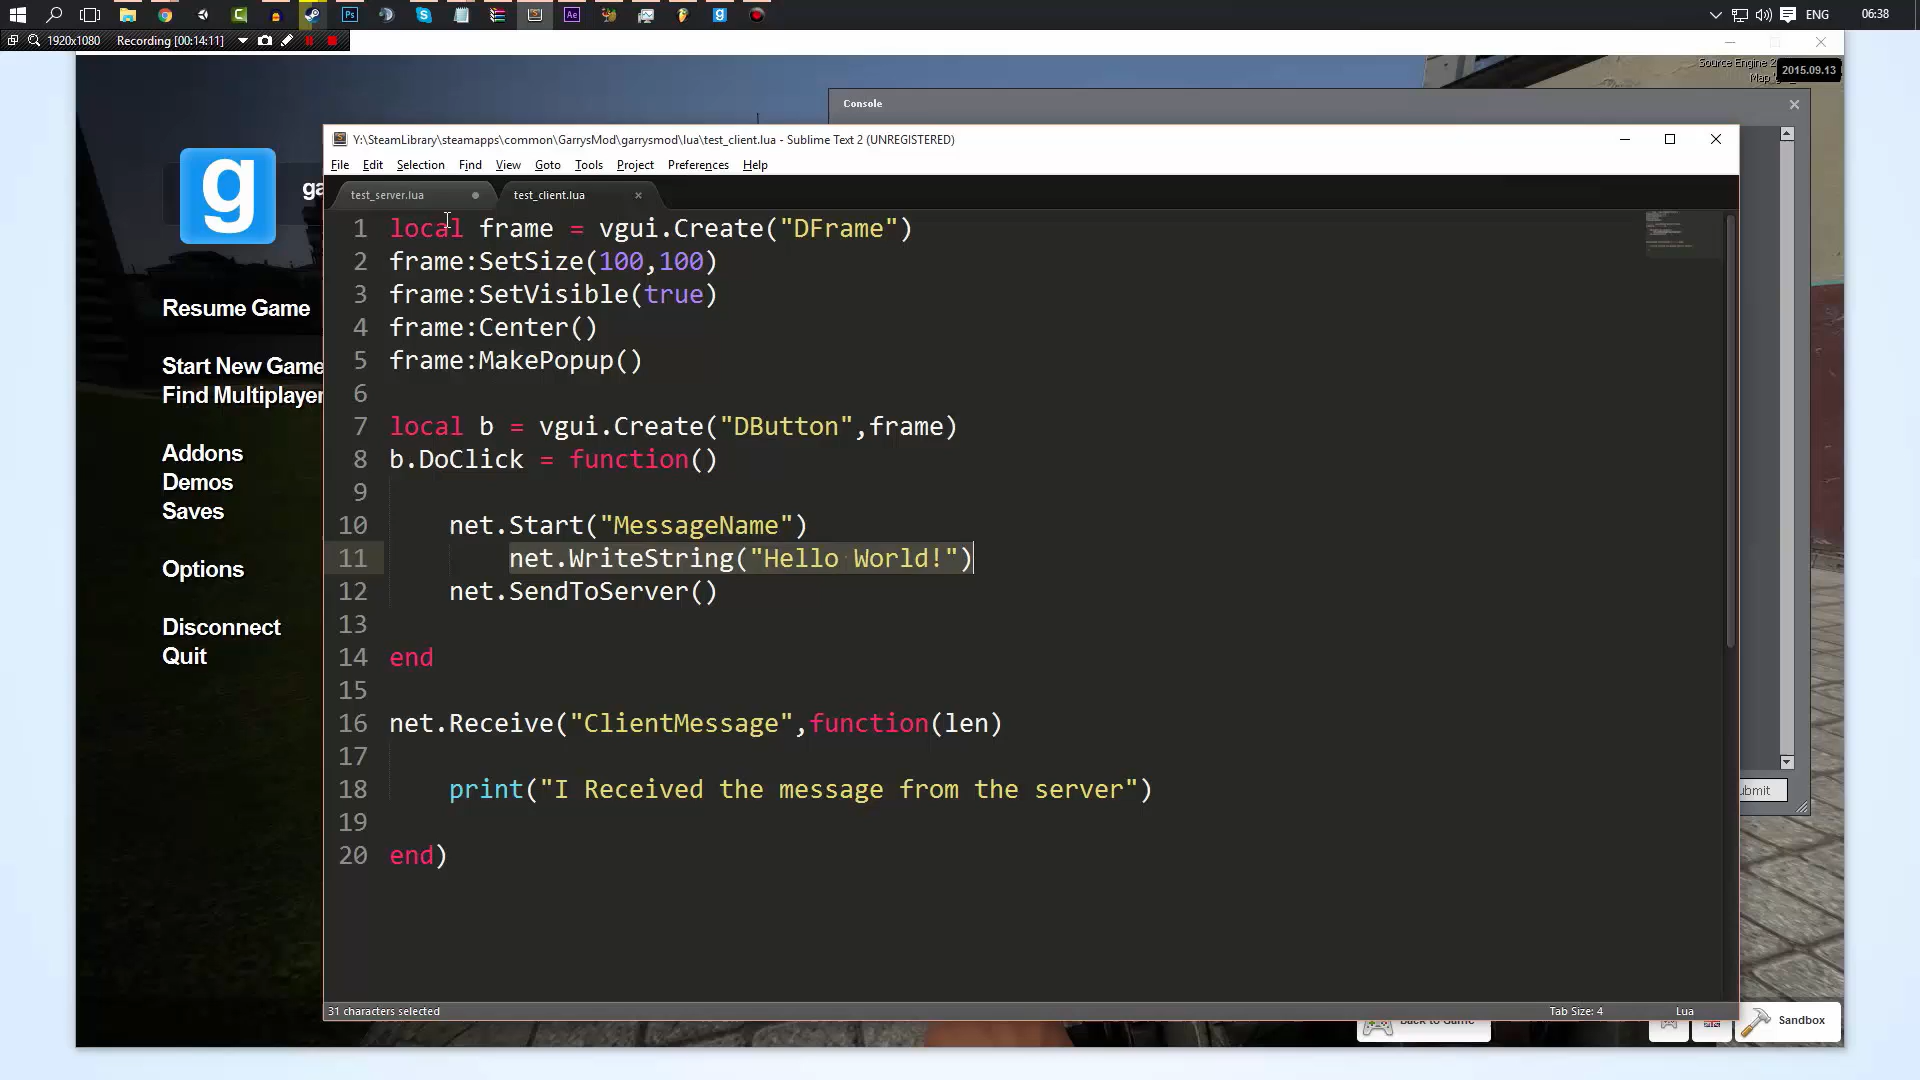 ENG
06:38
1920x1080
Recording [00:14:11]
Source Engine 2
Map
2015.09.13
Console
Y:\SteamLibrary\steamapps\common\GarrysMod\garrysmod\lua\test_client.lua - Sublime Text 2 (UNREGISTERED)
File Edit Selection Find View Goto Tools Project Preferences Help
test_server.lua
test_client.lua
g
ga
Resume Game
Start New Game
Find Multiplayer
Addons
Demos
Saves
Options
Disconnect
Quit
1 local frame = vgui.Create("DFrame")
2 frame:SetSize(100,100)
3 frame:SetVisible(true)
4 frame:Center()
5 frame:MakePopup()
6
7 local b = vgui.Create("DButton",frame)
8 b.DoClick = function()
9
10 net.Start("MessageName")
11 net.WriteString("Hello World!")
12 net.SendToServer()
13
14 end
15
16 net.Receive("ClientMessage",function(len)
17
18 print("I Received the message from the server")
19
20 end)
ubmit
31 characters selected
Tab Size: 4
Lua
Back to Game
Sandbox